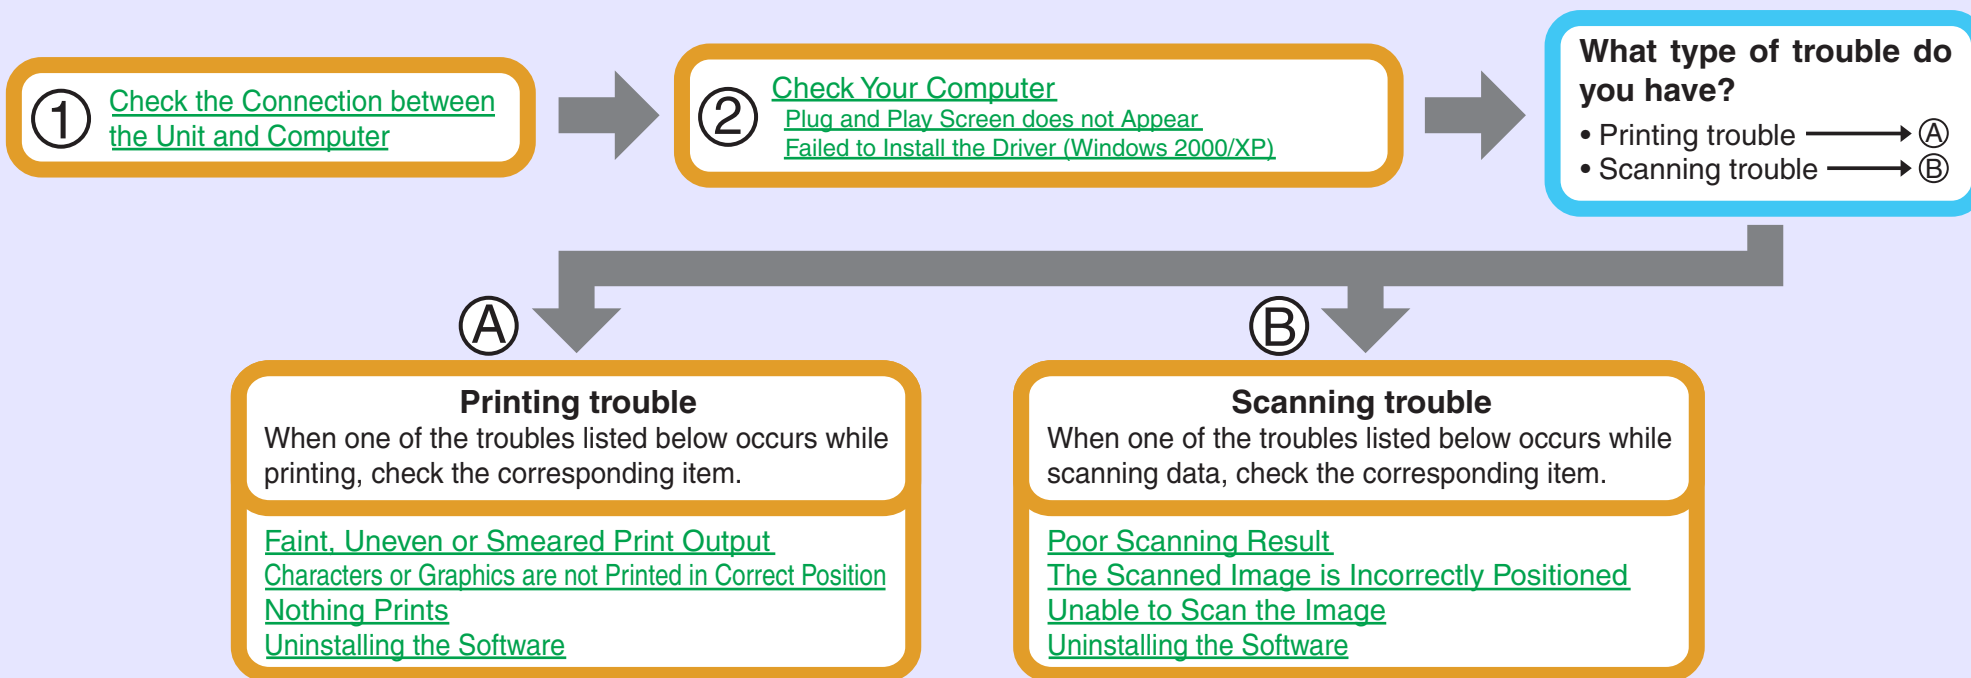 ① Check the Connection between
the Unit and Computer
② Check Your Computer
Plug and Play Screen does not Appear
Failed to Install the Driver (Windows 2000/XP)
What type of trouble do
you have?
• Printing trouble → Ⓐ
• Scanning trouble → Ⓑ
Ⓐ
Printing trouble
When one of the troubles listed below occurs while
printing, check the corresponding item.
Faint, Uneven or Smeared Print Output
Characters or Graphics are not Printed in Correct Position
Nothing Prints
Uninstalling the Software
Ⓑ
Scanning trouble
When one of the troubles listed below occurs while
scanning data, check the corresponding item.
Poor Scanning Result
The Scanned Image is Incorrectly Positioned
Unable to Scan the Image
Uninstalling the Software